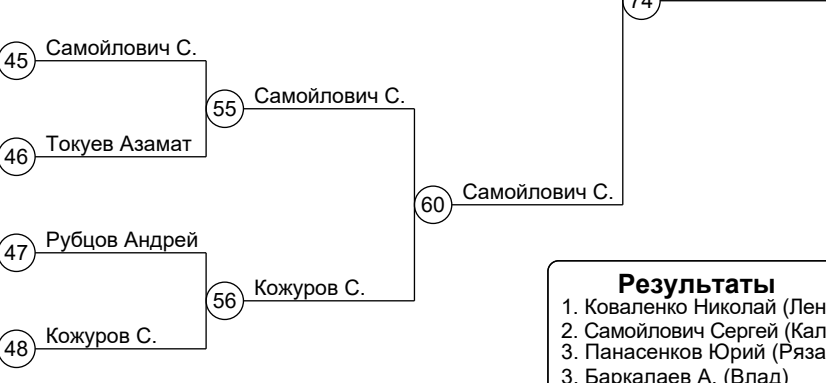 74
45 Самойлович С.
55 Самойлович С.
46 Токуев Азамат
60 Самойлович С.
47 Рубцов Андрей
56 Кожуров С.
48 Кожуров С.
Результаты
1. Коваленко Николай (Лен
2. Самойлович Сергей (Кал
3. Панасенков Юрий (Ряза
3. Баркалаев А. (Влад)